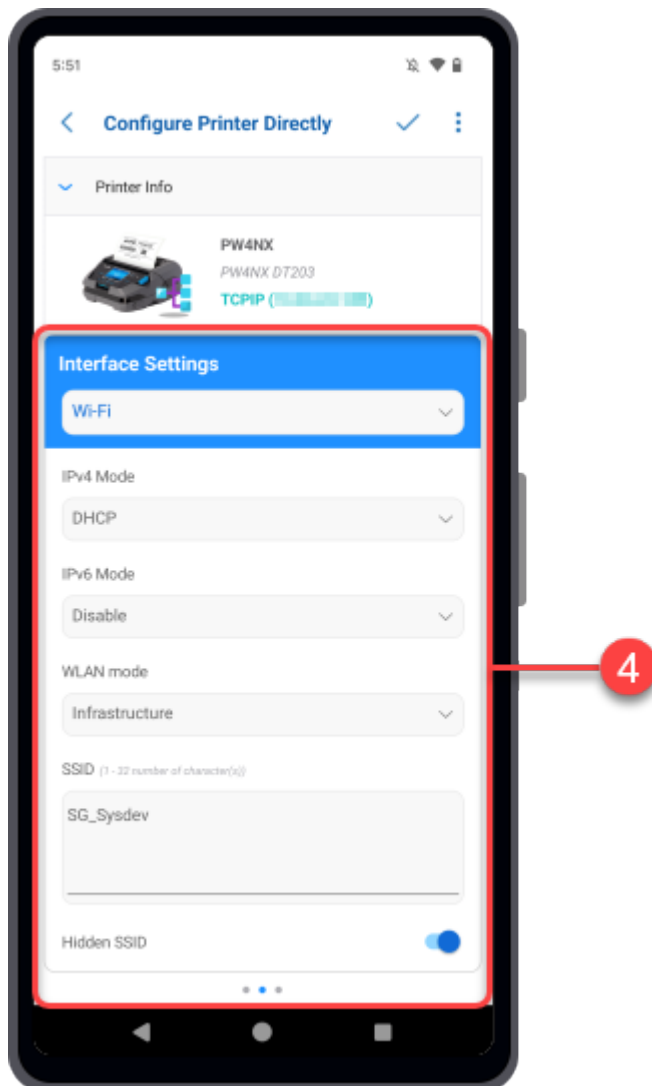 5:51
Configure Printer Directly
Printer Info
PW4NX
PW4NX DT203
TCPIP ( )
Interface Settings
Wi-Fi
IPv4 Mode
DHCP
IPv6 Mode
Disable
WLAN mode
Infrastructure
SSID (1 - 32 number of character(s))
SG_Sysdev
Hidden SSID
4